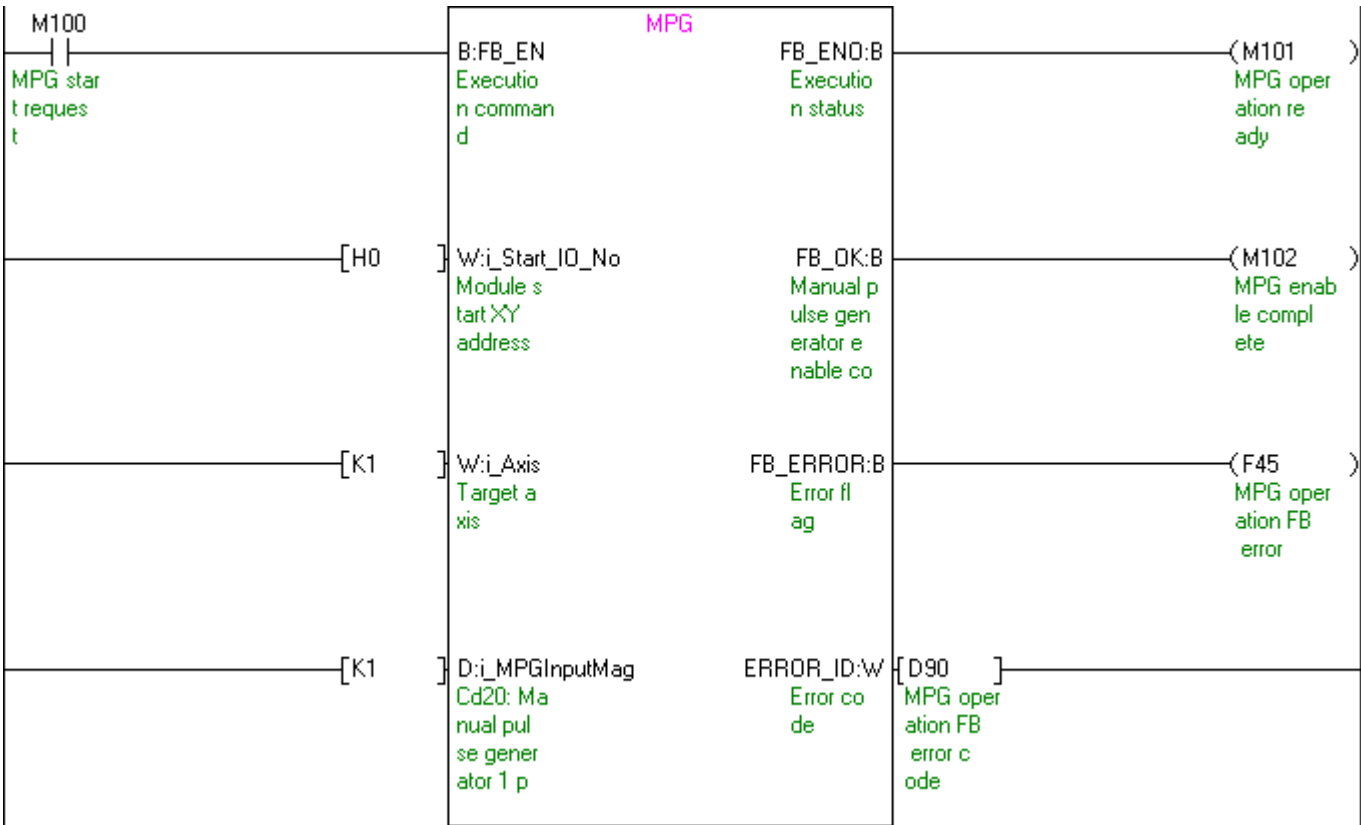 M100
MPG
B:FB_EN
FB_ENO:B
(M101 )
MPG star
t reques
t
Executio
n comman
d
Executio
n status
MPG oper
ation re
ady
[H0 ]
W:i_Start_IO_No
FB_OK:B
(M102 )
Module s
tart XY
address
Manual p
ulse gen
erator e
nable co
MPG enab
le compl
ete
[K1 ]
W:i_Axis
FB_ERROR:B
(F45 )
Target a
xis
Error fl
ag
MPG oper
ation FB
error
[K1 ]
D:i_MPGInputMag
ERROR_ID:W
[D90 ]
Cd20: Ma
nual pul
se gener
ator 1 p
Error co
de
MPG oper
ation FB
error c
ode